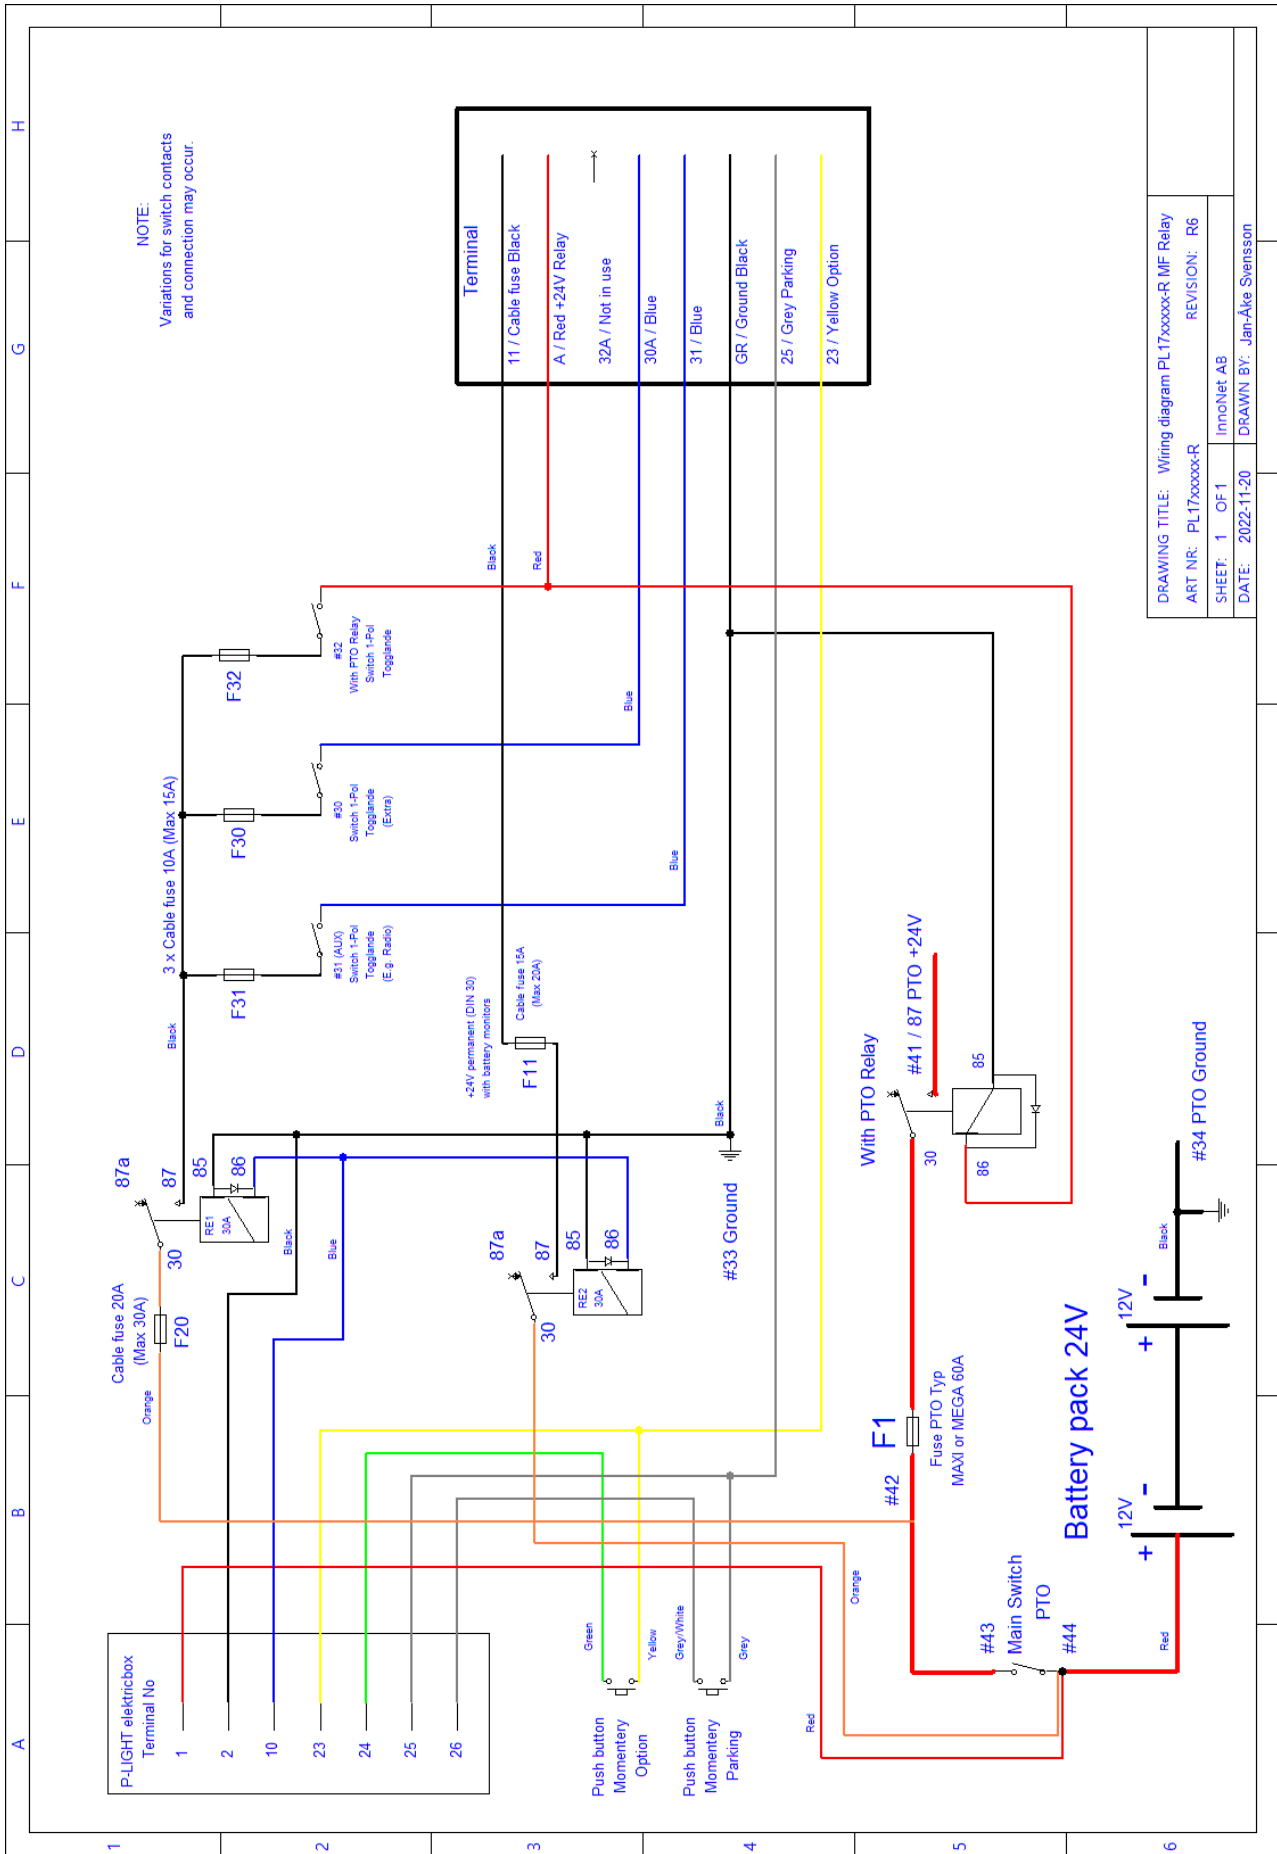 A
B
C
D
E
F
G
H
1
2
3
4
5
6
NOTE:
Variations for switch contacts
and connection may occur.
P-LIGHT elektricbox
Terminal No
1
2
10
23
24
25
26
Orange
Cable fuse 20A
(Max 30A)
F20
30
87a
87
85
86
RE1
30A
Black
Blue
Black
3 x Cable fuse 10A (Max 15A)
F31
F30
F32
#31 (AUX)
Switch 1-Pol
Togglande
(E.g. Radio)
#30
Switch 1-Pol
Togglande
(Extra)
#32
With PTO Relay
Switch 1-Pol
Togglande
30
87a
87
85
86
RE2
30A
+24V permanent (DIN 30)
with battery monitors
F11
Cable fuse 15A
(Max 20A)
Black
Red
Blue
Blue
Black
#33 Ground
Terminal
11 / Cable fuse Black
A / Red +24V Relay
32A / Not in use
30A / Blue
31 / Blue
GR / Ground Black
25 / Grey Parking
23 / Yellow Option
Push button
Momentery
Option
Green
Yellow
Push button
Momentery
Parking
Grey/White
Grey
Red
Orange
#42
F1
Fuse PTO Typ
MAXI or MEGA 60A
With PTO Relay
30
#41 / 87 PTO +24V
86
85
#43
Main Switch
PTO
#44
Battery pack 24V
Red
+
12V
-
+
12V
-
Black
#34 PTO Ground
DRAWING TITLE: Wiring diagram PL17xxxxx-R MF Relay
ART NR: PL17xxxxx-R REVISION: R6
SHEET: 1 OF 1 InnoNet AB
DATE: 2022-11-20 DRAWN BY: Jan-Åke Svensson